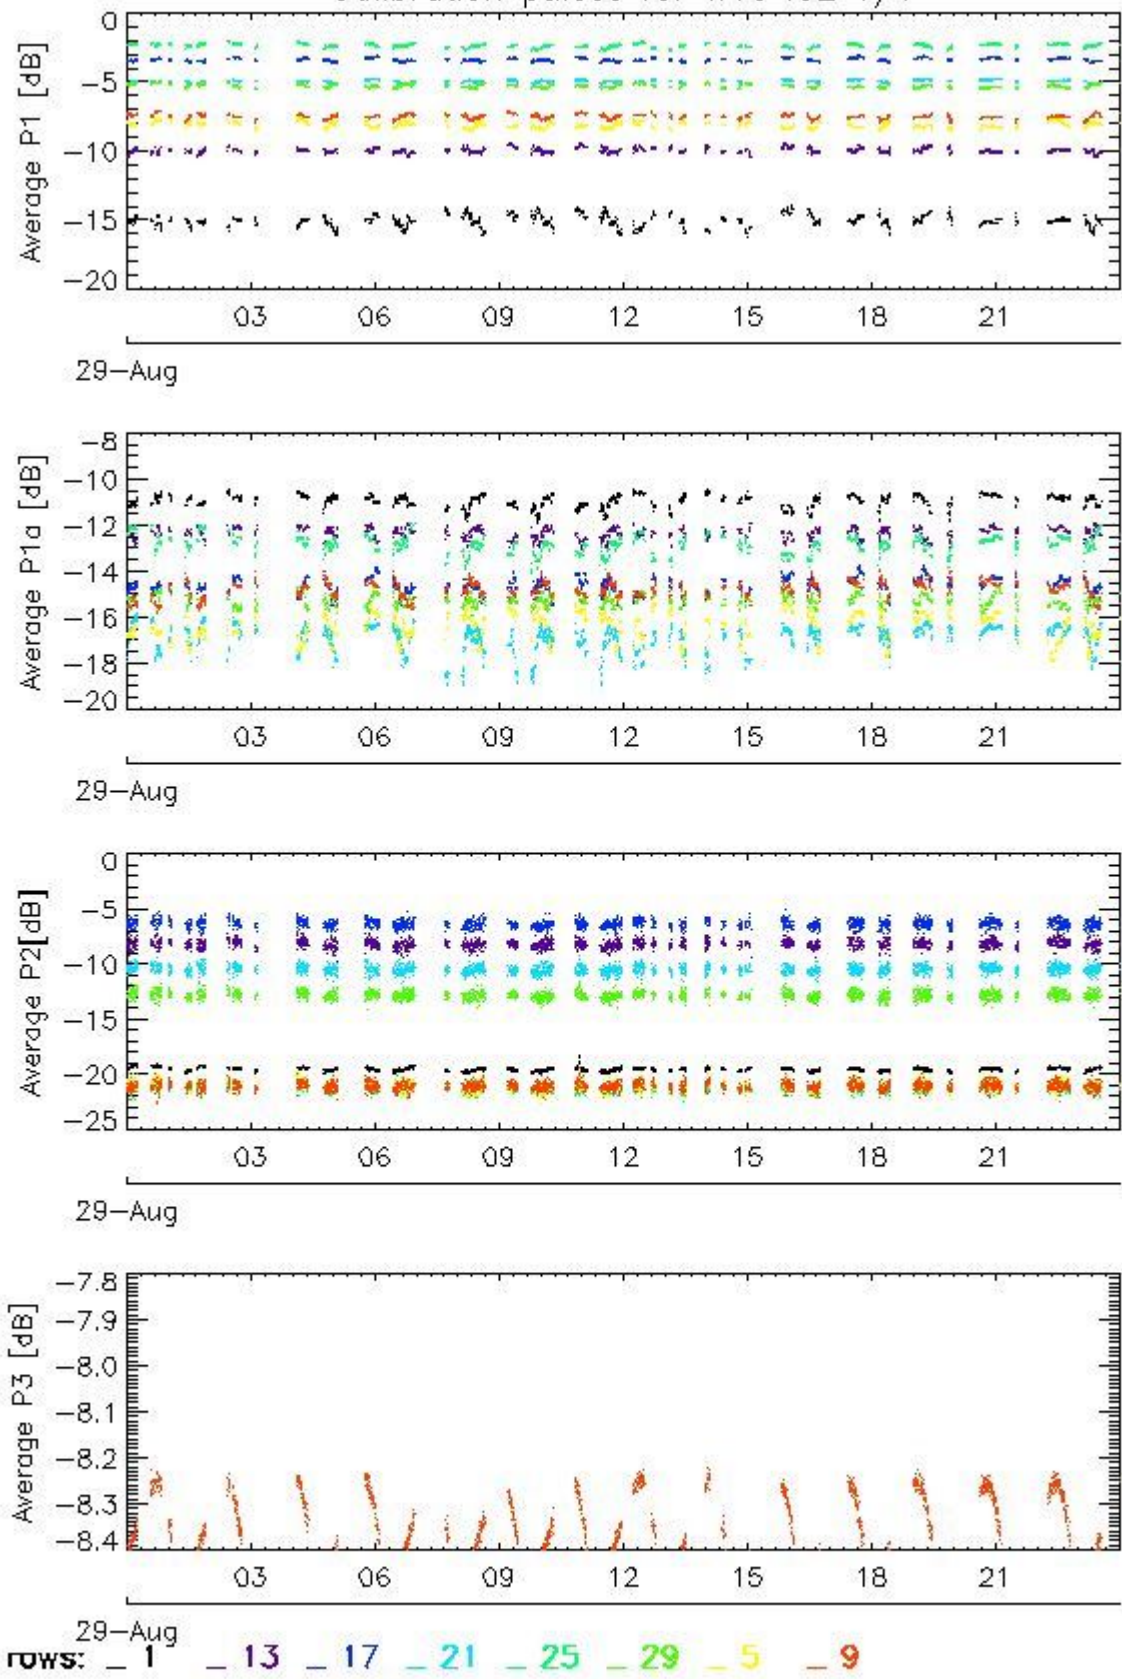 0
−5
−10
−15
−20
Average P1 [dB]
03 06 09 12 15 18 21
29−Aug
−8
−10
−12
−14
−16
−18
−20
Average P1a [dB]
03 06 09 12 15 18 21
29−Aug
0
−5
−10
−15
−20
−25
Average P2[dB]
03 06 09 12 15 18 21
29−Aug
−7.8
−7.9
−8.0
−8.1
−8.2
−8.3
−8.4
Average P3 [dB]
03 06 09 12 15 18 21
29−Aug
rows: _ 1 _ 13 _ 17 _ 21 _ 25 _ 29 _ 5 _ 9